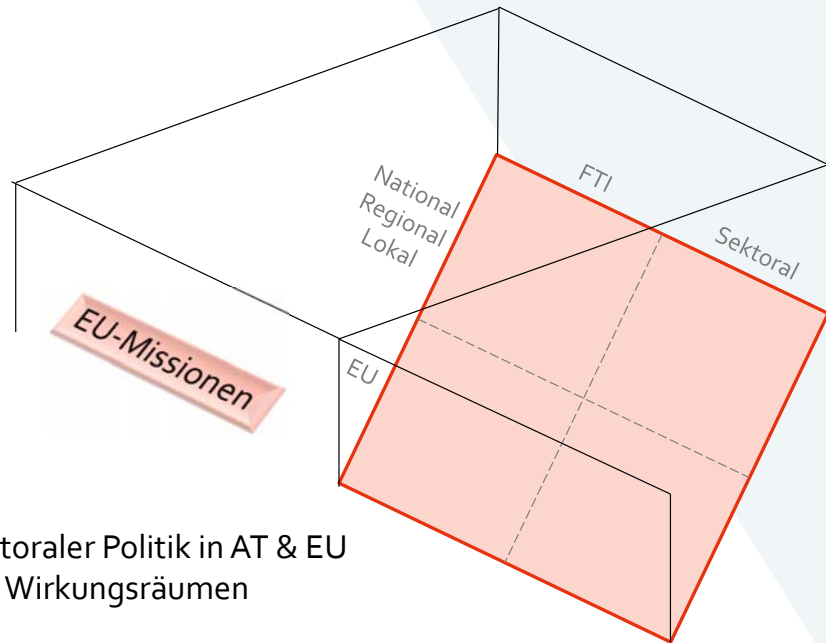 FTI
Sektoral
National
Regional
Lokal
EU
EU-Missionen
toraler Politik in AT & EU
Wirkungsräumen